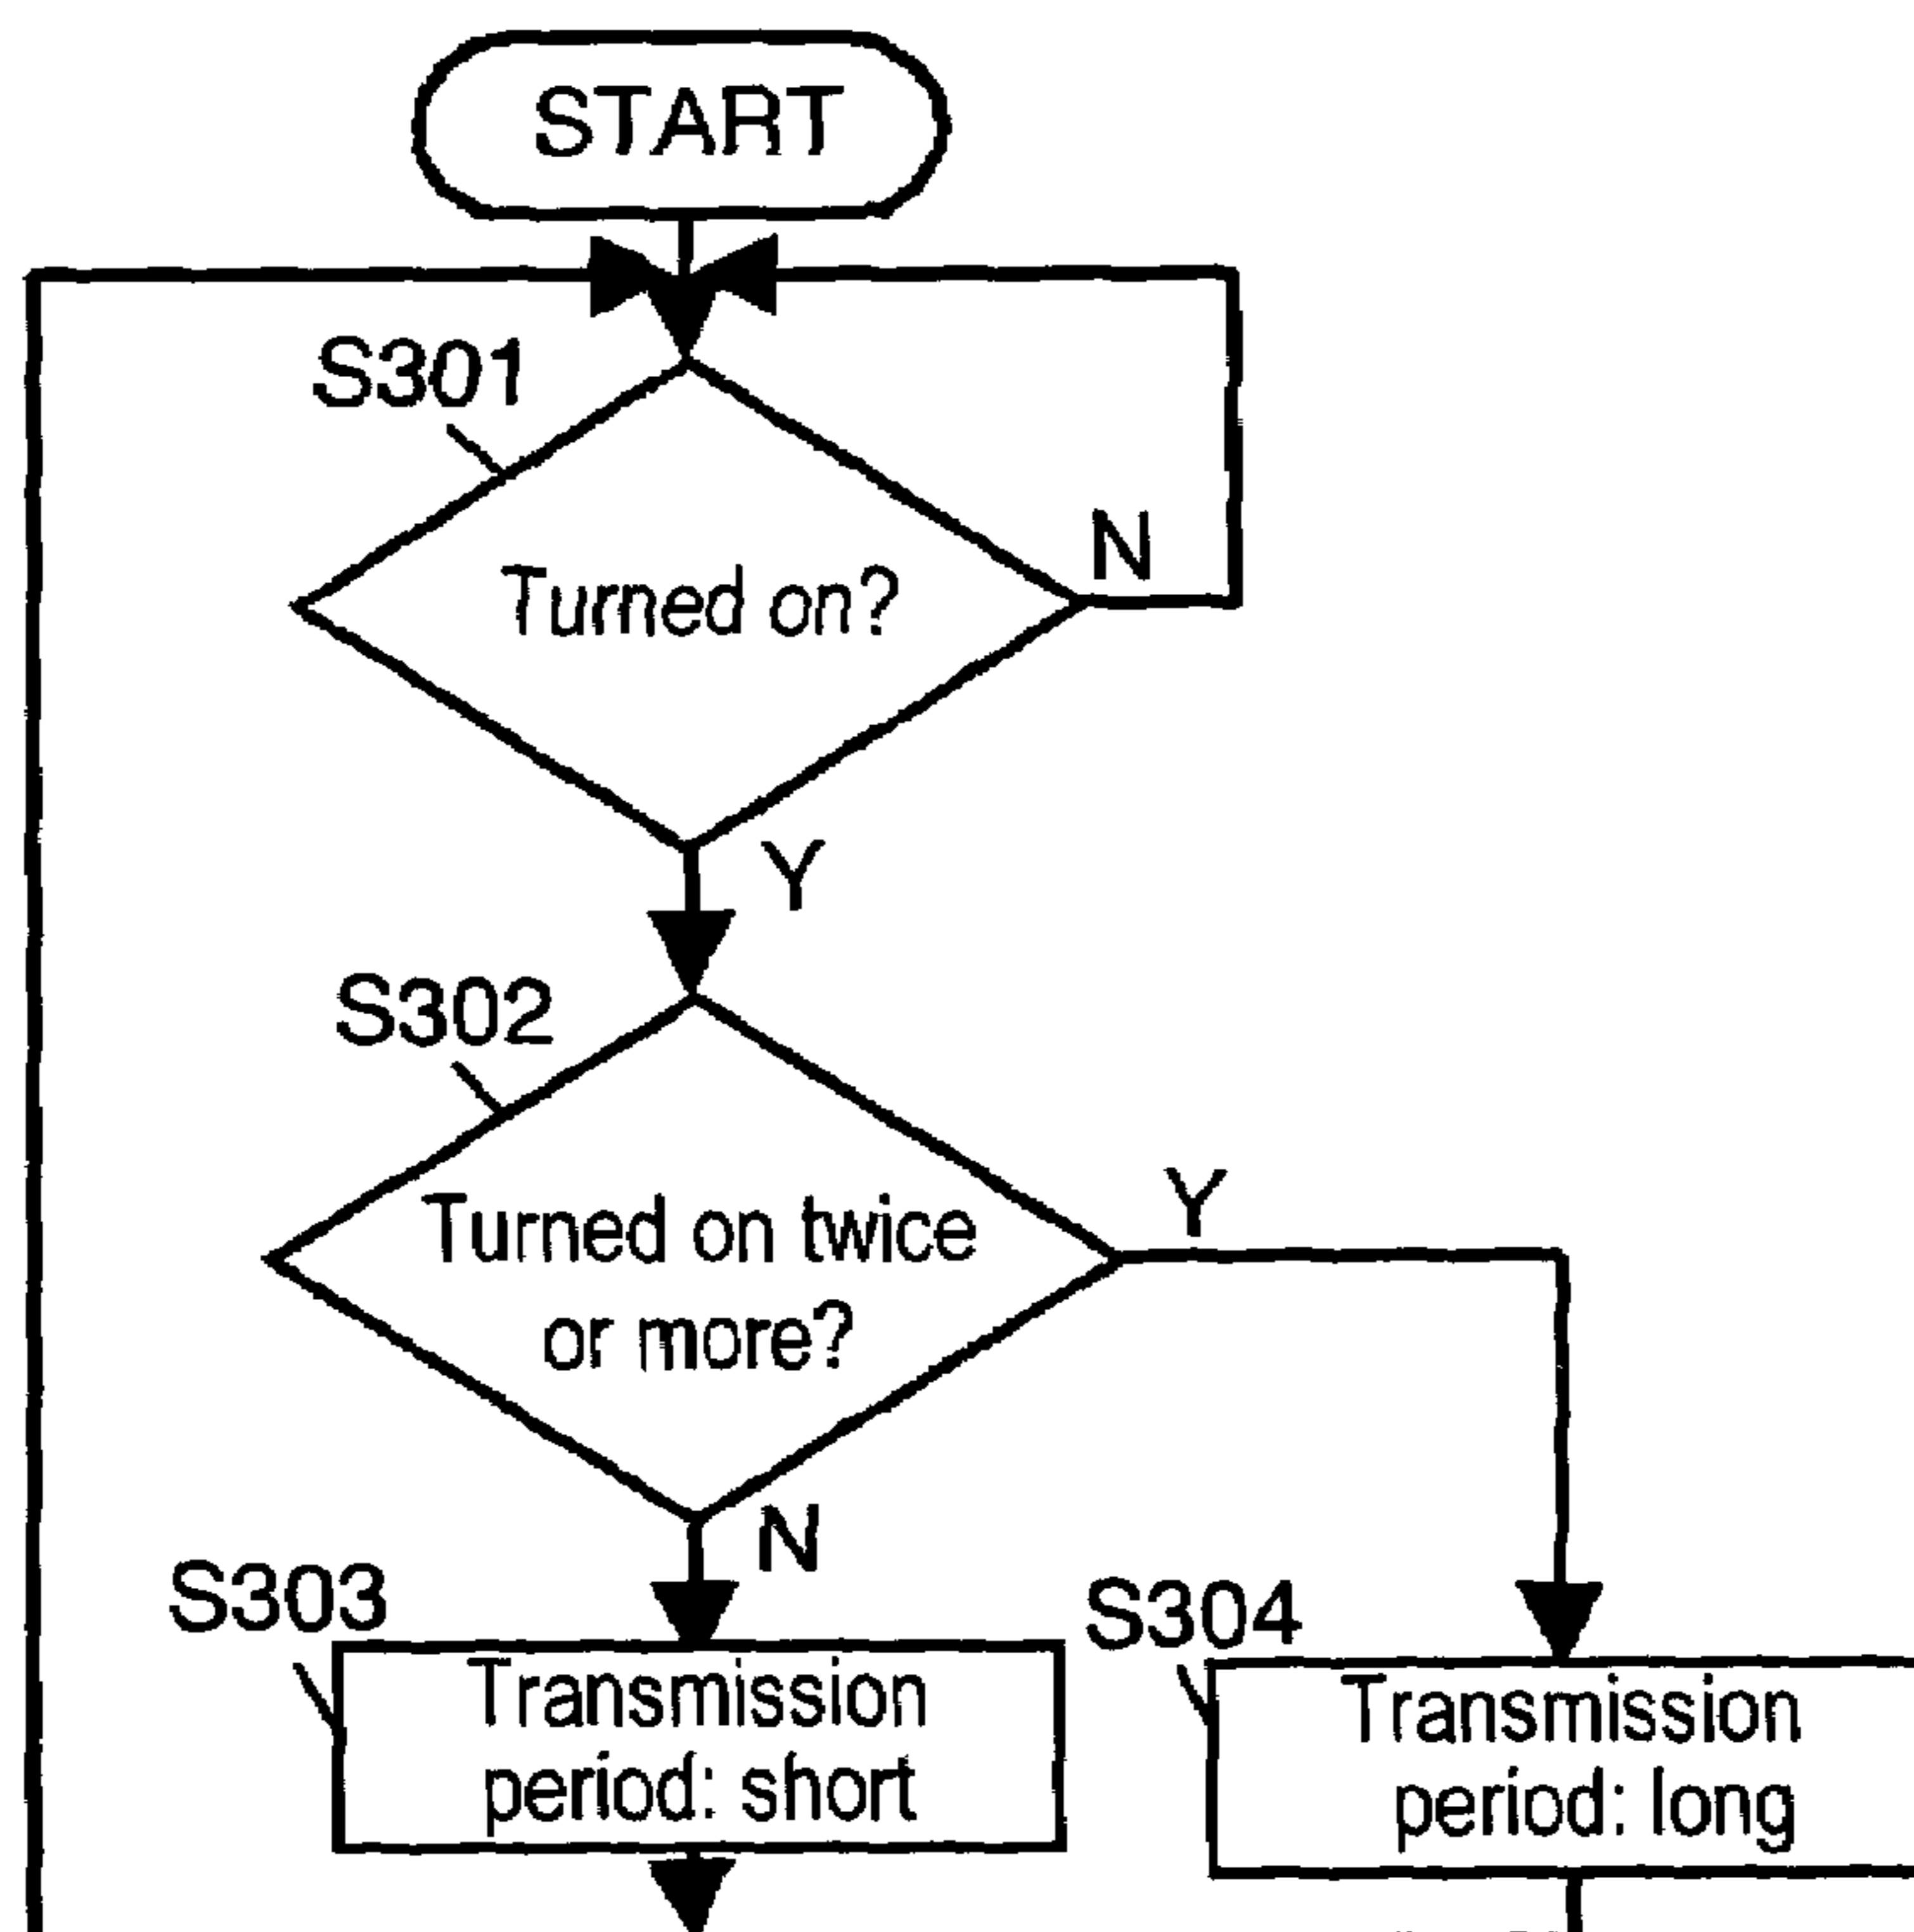 START
S301
Turned on?
N
Y
S302
Turned on twice
or more?
Y
N
S303
Transmission
period: short
S304
Transmission
period: long